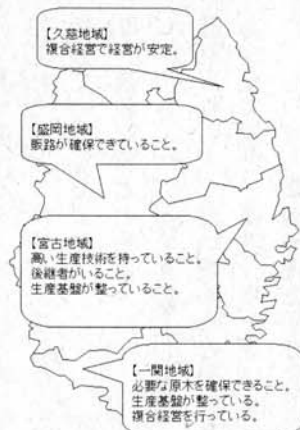 【久慈地域】
複合経営で経営が安定。
【盛岡地域】
販路が確保できていること。
【宮古地域】
高い生産技術を持っていること。
後継者がいること。
生産基盤が整っていること。
【一関地域】
必要な原木を確保できること。
生産基盤が整っている。
複合経営を行っている。